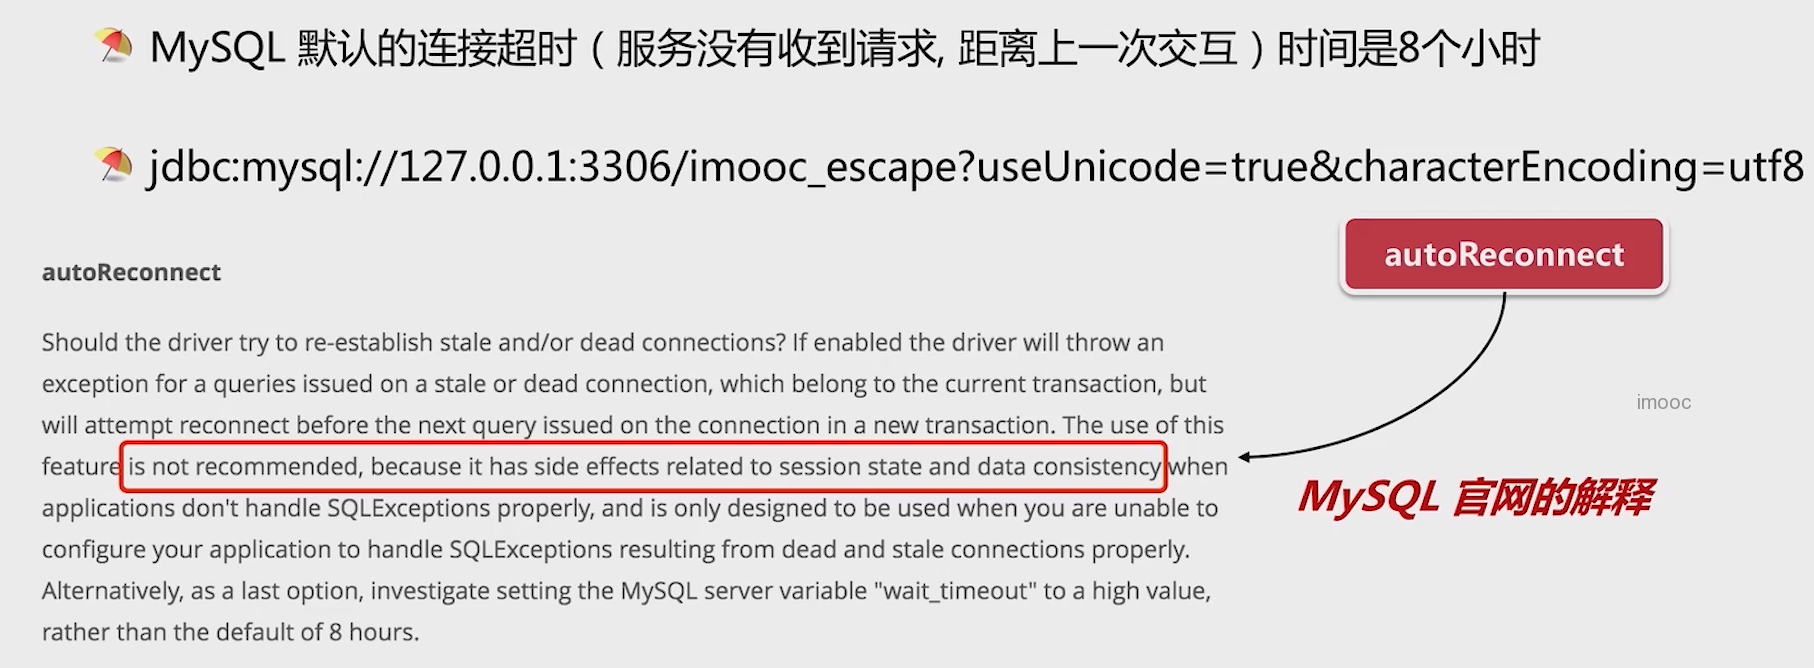 MySQL 默认的连接超时（服务没有收到请求, 距离上一次交互）时间是8个小时
jdbc:mysql://127.0.0.1:3306/imooc_escape?useUnicode=true&characterEncoding=utf8
autoReconnect
autoReconnect
Should the driver try to re-establish stale and/or dead connections? If enabled the driver will throw an
exception for a queries issued on a stale or dead connection, which belong to the current transaction, but
will attempt reconnect before the next query issued on the connection in a new transaction. The use of this
feature is not recommended, because it has side effects related to session state and data consistency when
applications don't handle SQLExceptions properly, and is only designed to be used when you are unable to
configure your application to handle SQLExceptions resulting from dead and stale connections properly.
Alternatively, as a last option, investigate setting the MySQL server variable "wait_timeout" to a high value,
rather than the default of 8 hours.
imooc
MySQL 官网的解释